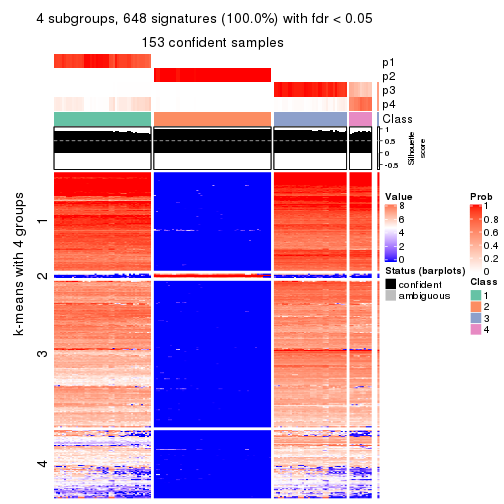 4 subgroups, 648 signatures (100.0%) with fdr < 0.05
153 confident samples
p1
p2
p3
p4
Class
1
0.5
0
-0.5
Silhouette
score
k-means with 4 groups
1
2
3
4
Value
8
6
4
2
0
Status (barplots)
confident
ambiguous
Prob
1
0.8
0.6
0.4
0.2
0
Class
1
2
3
4